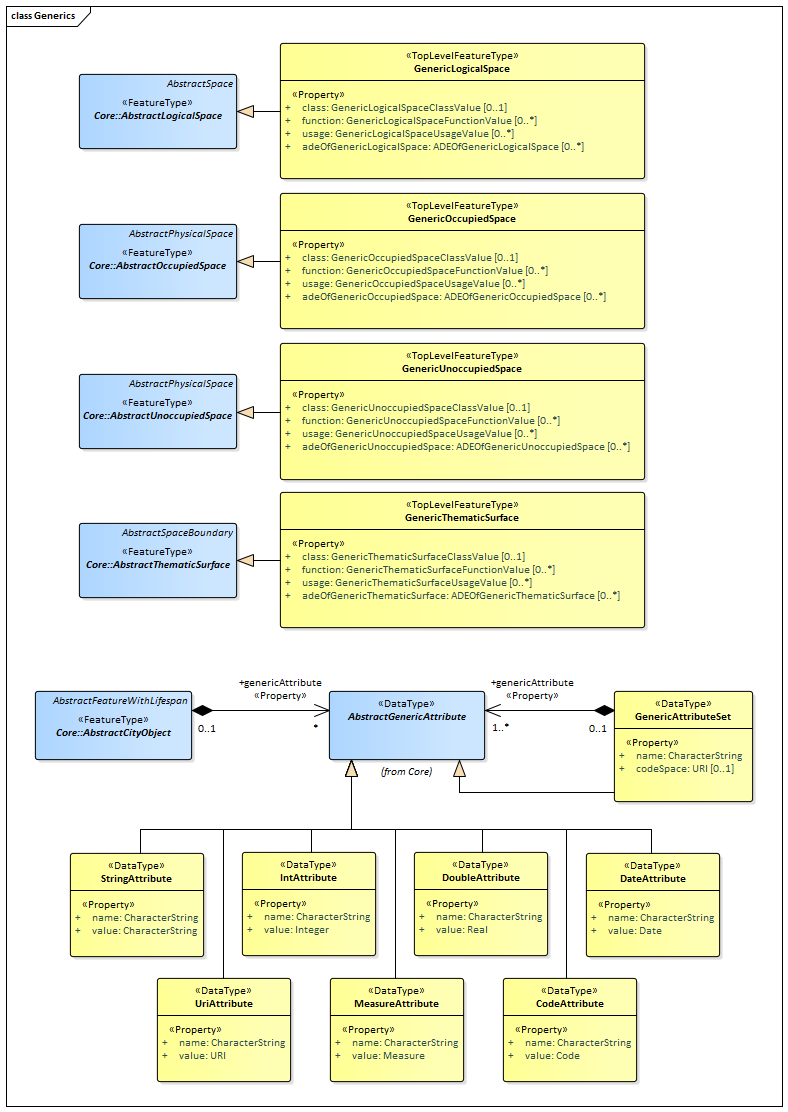 class Generics
AbstractSpace
«FeatureType»
Core::AbstractLogicalSpace
«TopLevelFeatureType»
GenericLogicalSpace
«Property»
+ class: GenericLogicalSpaceClassValue [0..1]
+ function: GenericLogicalSpaceFunctionValue [0..*]
+ usage: GenericLogicalSpaceUsageValue [0..*]
+ adeOfGenericLogicalSpace: ADEOfGenericLogicalSpace [0..*]
AbstractPhysicalSpace
«FeatureType»
Core::AbstractOccupiedSpace
«TopLevelFeatureType»
GenericOccupiedSpace
«Property»
+ class: GenericOccupiedSpaceClassValue [0..1]
+ function: GenericOccupiedSpaceFunctionValue [0..*]
+ usage: GenericOccupiedSpaceUsageValue [0..*]
+ adeOfGenericOccupiedSpace: ADEOfGenericOccupiedSpace [0..*]
AbstractPhysicalSpace
«FeatureType»
Core::AbstractUnoccupiedSpace
«TopLevelFeatureType»
GenericUnoccupiedSpace
«Property»
+ class: GenericUnoccupiedSpaceClassValue [0..1]
+ function: GenericUnoccupiedSpaceFunctionValue [0..*]
+ usage: GenericUnoccupiedSpaceUsageValue [0..*]
+ adeOfGenericUnoccupiedSpace: ADEOfGenericUnoccupiedSpace [0..*]
AbstractSpaceBoundary
«FeatureType»
Core::AbstractThematicSurface
«TopLevelFeatureType»
GenericThematicSurface
«Property»
+ class: GenericThematicSurfaceClassValue [0..1]
+ function: GenericThematicSurfaceFunctionValue [0..*]
+ usage: GenericThematicSurfaceUsageValue [0..*]
+ adeOfGenericThematicSurface: ADEOfGenericThematicSurface [0..*]
AbstractFeatureWithLifespan
«FeatureType»
Core::AbstractCityObject
+genericAttribute
«Property»
0..1
*
«DataType»
AbstractGenericAttribute
(from Core)
+genericAttribute
«Property»
1..*
0..1
«DataType»
GenericAttributeSet
«Property»
+ name: CharacterString
+ codeSpace: URI [0..1]
«DataType»
StringAttribute
«Property»
+ name: CharacterString
+ value: CharacterString
«DataType»
IntAttribute
«Property»
+ name: CharacterString
+ value: Integer
«DataType»
DoubleAttribute
«Property»
+ name: CharacterString
+ value: Real
«DataType»
DateAttribute
«Property»
+ name: CharacterString
+ value: Date
«DataType»
UriAttribute
«Property»
+ name: CharacterString
+ value: URI
«DataType»
MeasureAttribute
«Property»
+ name: CharacterString
+ value: Measure
«DataType»
CodeAttribute
«Property»
+ name: CharacterString
+ value: Code